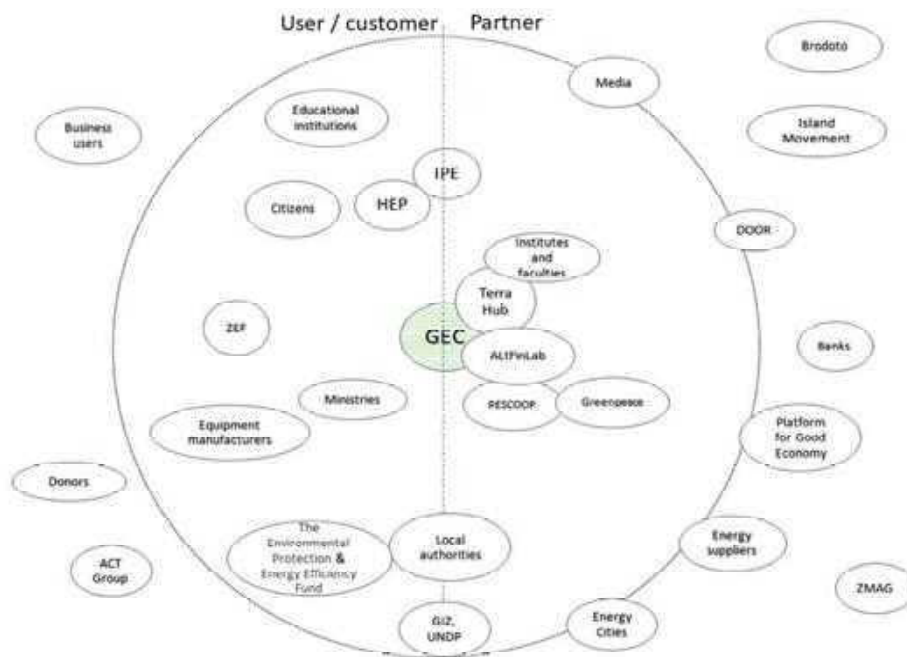 User / customer
Partner
Brodoto
Media
Educational
institutions
Business
users
Island
Movement
IPE
HEP
Citizens
DOOR
Institutes
and
faculties
Terra
Hub
ZEF
GEC
ALtFinLab
Banks
Ministries
RESCOOP
Greenpeace
Equipment
manufacturers
Platform
for Good
Economy
Donors
The
Environmental
Protection &
Energy Efficiency
Fund
Local
authorities
Energy
suppliers
ACT
Group
ZMAG
GIZ,
UNDP
Energy
Cities